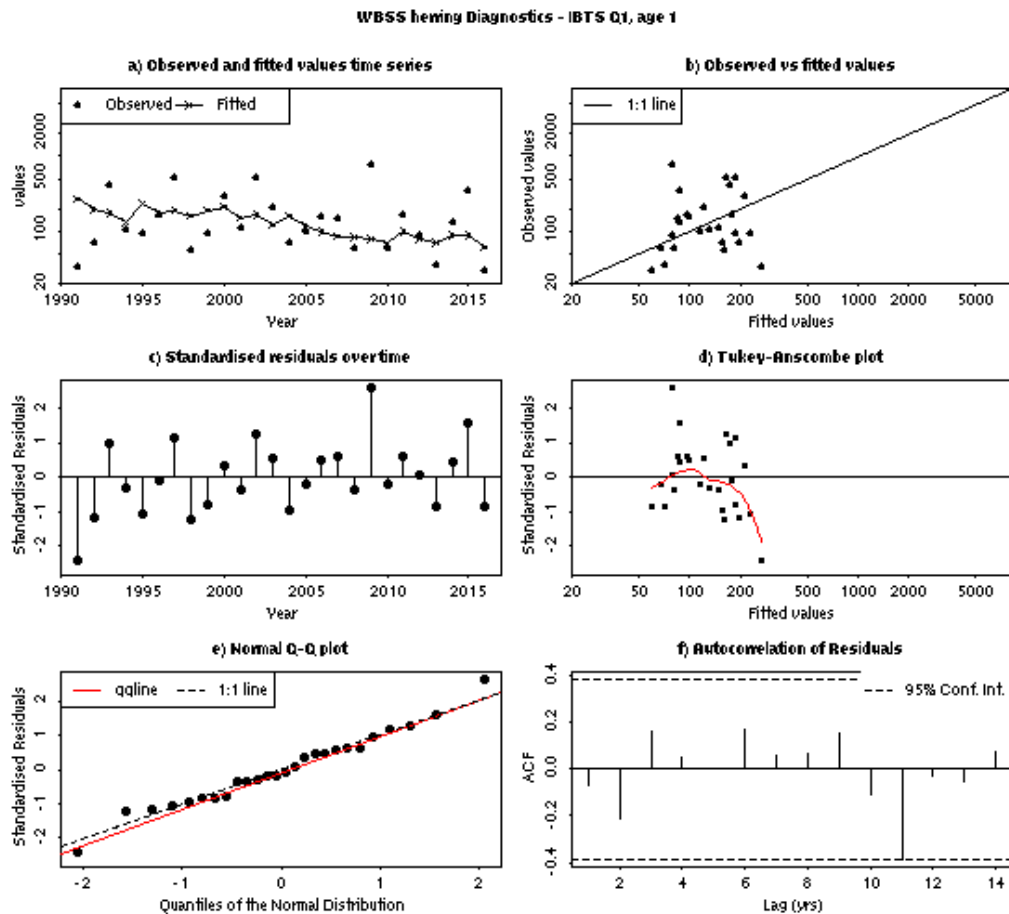 WBSS herring Diagnostics - IBTS Q1, age 1
a) Observed and fitted values time series
Observed Fitted
values
20 100 500 2000
1990 1995 2000 2005 2010 2015
Year
b) Observed vs fitted values
1:1 line
Observed values
20 100 500 2000
20 50 100 200 500 1000 2000 5000
Fitted values
c) Standardised residuals over time
Standardised Residuals
-2 -1 0 1 2
1990 1995 2000 2005 2010 2015
Year
d) Tukey-Anscombe plot
Standardised Residuals
-2 -1 0 1 2
20 50 100 200 500 1000 2000 5000
Fitted values
e) Normal Q-Q plot
qqline 1:1 line
Standardised Residuals
-2 -1 0 1 2
-2 -1 0 1 2
Quantiles of the Normal Distribution
f) Autocorrelation of Residuals
95% Conf. Int.
ACF
-0.4 -0.2 0.0 0.2 0.4
2 4 6 8 10 12 14
Lag (yrs)